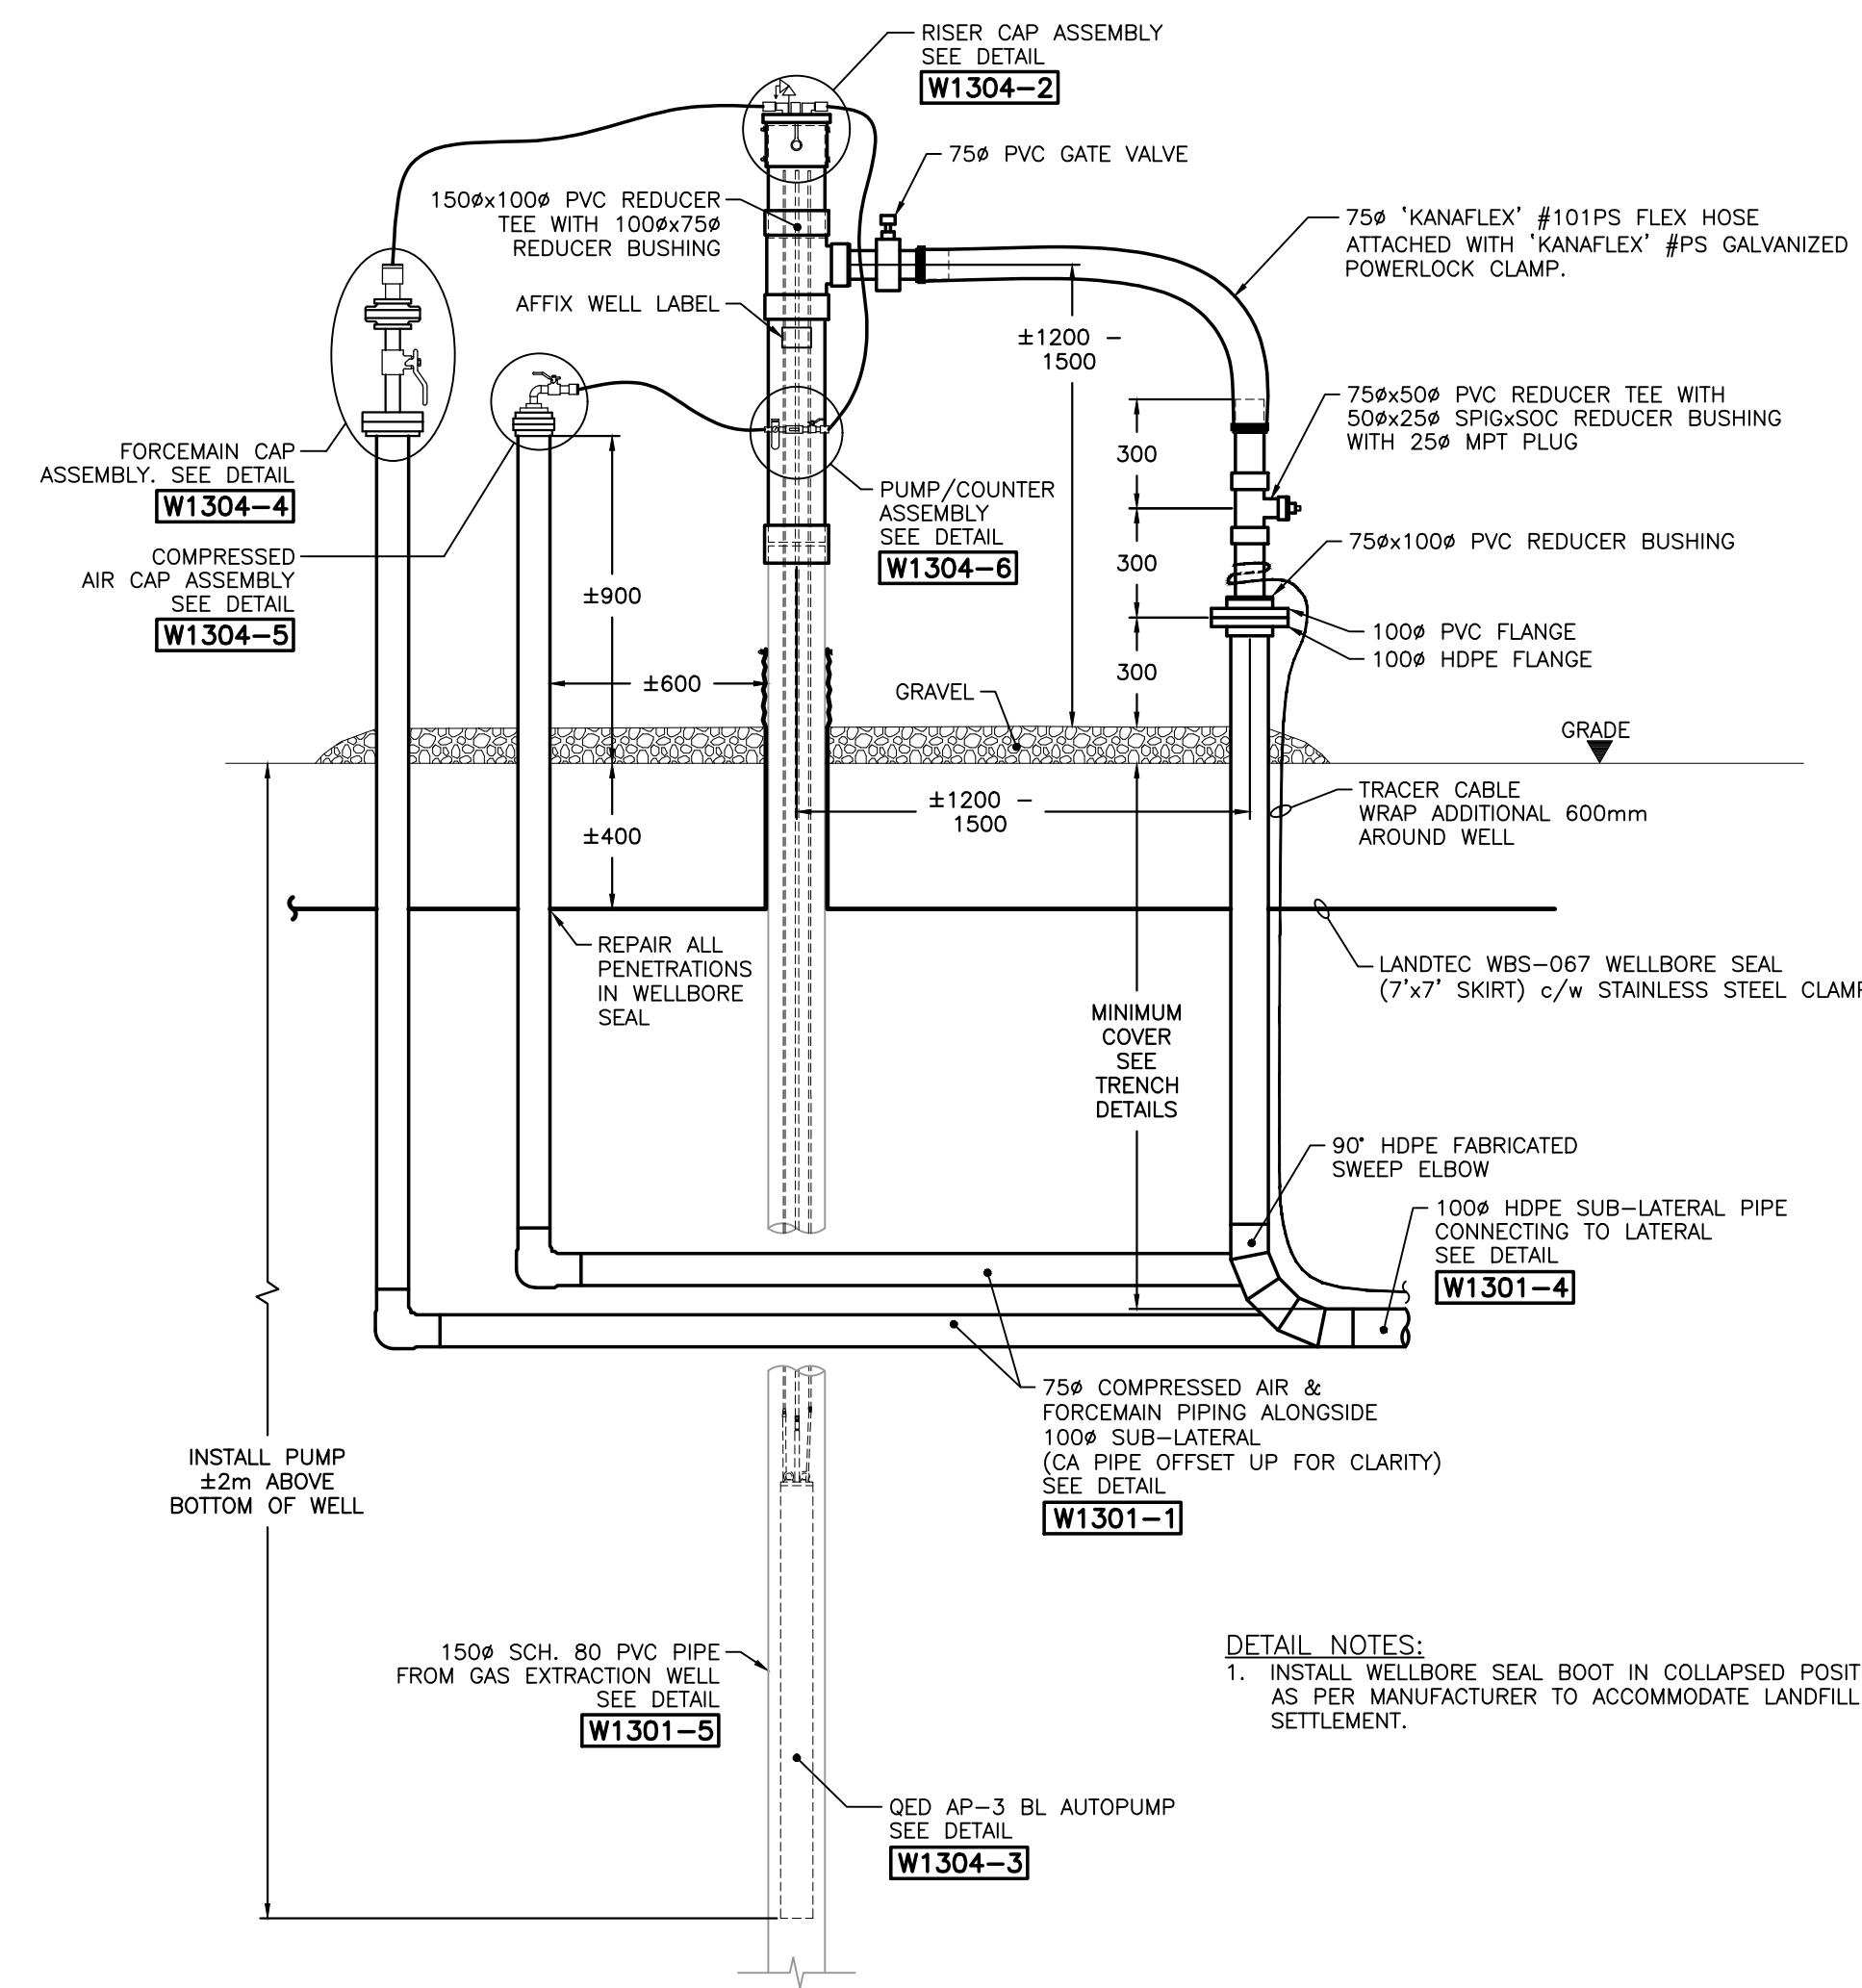 RISER CAP ASSEMBLY
SEE DETAIL
W1304-2
75ø PVC GATE VALVE
150øx100ø PVC REDUCER
TEE WITH 100øx75ø
REDUCER BUSHING
75ø 'KANAFLEX' #101PS FLEX HOSE
ATTACHED WITH 'KANAFLEX' #PS GALVANIZED
POWERLOCK CLAMP.
AFFIX WELL LABEL
±1200 -
1500
75øx50ø PVC REDUCER TEE WITH
50øx25ø SPIGxSOC REDUCER BUSHING
WITH 25ø MPT PLUG
FORCEMAIN CAP
ASSEMBLY. SEE DETAIL
W1304-4
300
PUMP/COUNTER
ASSEMBLY
SEE DETAIL
W1304-6
COMPRESSED
AIR CAP ASSEMBLY
SEE DETAIL
W1304-5
75øx100ø PVC REDUCER BUSHING
300
±900
100ø PVC FLANGE
100ø HDPE FLANGE
300
±600
GRAVEL
GRADE
±1200 -
1500
TRACER CABLE
WRAP ADDITIONAL 600mm
AROUND WELL
±400
REPAIR ALL
PENETRATIONS
IN WELLBORE
SEAL
LANDTEC WBS-067 WELLBORE SEAL
(7'x7' SKIRT) c/w STAINLESS STEEL CLAMP
MINIMUM
COVER
SEE
TRENCH
DETAILS
90° HDPE FABRICATED
SWEEP ELBOW
100ø HDPE SUB-LATERAL PIPE
CONNECTING TO LATERAL
SEE DETAIL
W1301-4
75ø COMPRESSED AIR &
FORCEMAIN PIPING ALONGSIDE
100ø SUB-LATERAL
(CA PIPE OFFSET UP FOR CLARITY)
SEE DETAIL
W1301-1
INSTALL PUMP
±2m ABOVE
BOTTOM OF WELL
150ø SCH. 80 PVC PIPE
FROM GAS EXTRACTION WELL
SEE DETAIL
W1301-5
DETAIL NOTES:
1. INSTALL WELLBORE SEAL BOOT IN COLLAPSED POSIT
AS PER MANUFACTURER TO ACCOMMODATE LANDFILL
SETTLEMENT.
QED AP-3 BL AUTOPUMP
SEE DETAIL
W1304-3